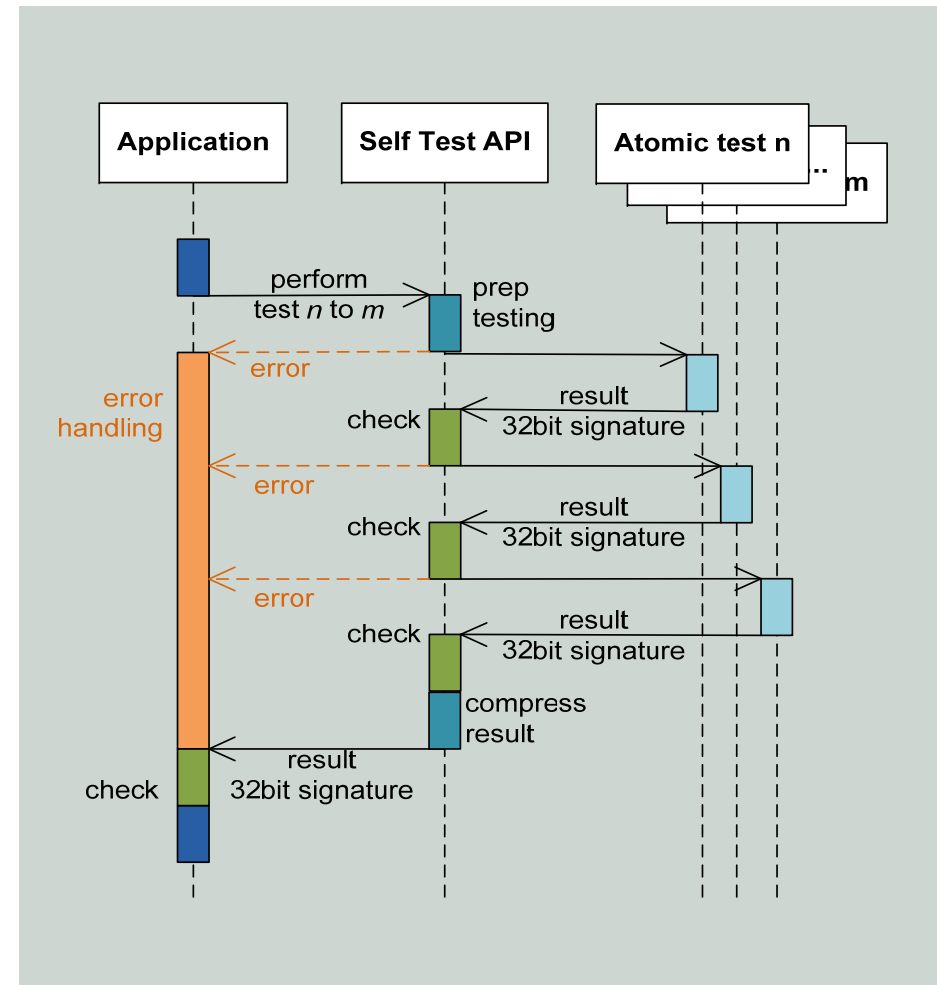 Application
Self Test API
Atomic test n
...
m
perform
test n to m
prep
testing
error
error
handling
result
32bit signature
check
error
result
32bit signature
check
error
result
32bit signature
check
compress
result
result
32bit signature
check